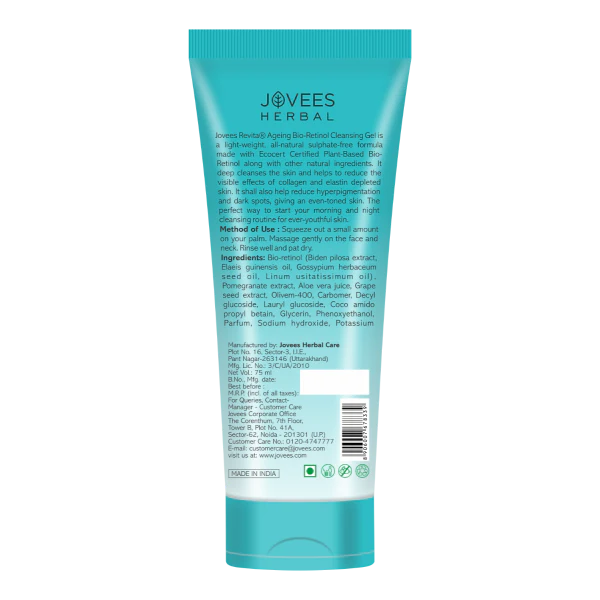 JOVEES
HERBAL
Jovees Revita® Ageing Bio-Retinol Cleansing Gel is
a light-weight, all-natural sulphate-free formula
made with Ecocert Certified Plant-Based Bio-
Retinol along with other natural ingredients. It
deep cleanses the skin and helps to reduce the
visible effects of collagen and elastin depleted
skin. It shall also help reduce hyperpigmentation
and dark spots, giving an even-toned skin. The
perfect way to start your morning and night
cleansing routine for ever-youthful skin.
Method of Use : Squeeze out a small amount
on your palm. Massage gently on the face and
neck. Rinse well and pat dry.
Ingredients: Bio-retinol (Biden pilosa extract,
Elaeis guinensis oil, Gossypium herbaceum
seed oil, Linum usitatissimum oil),
Pomegranate extract, Aloe vera juice, Grape
seed extract, Olivem-400, Carbomer, Decyl
glucoside, Lauryl glucoside, Coco amido
propyl betain, Glycerin, Phenoxyethanol,
Parfum, Sodium hydroxide, Potassium
Manufactured by: Jovees Herbal Care
Plot No. 16, Sector-3, I.I.E.,
Plant Nagar-263146 (Uttarakhand)
Mfg. Lic. No.: 3/C/UA/2010
Net. Vol.: 75 ml
B.No., Mfg. date:
Best before :
M.R.P. (incl. of all taxes):
For Queries, Contact-
Manager - Customer Care
Jovees Corporate Office
The Corenthum, 7th Floor,
Tower B, Plot No. 41A,
Sector-62, Noida - 201301 (U.P.)
Customer Care No.: 0120-4747777
E-mail: customercare@jovees.com
visit us at: www.jovees.com
MADE IN INDIA